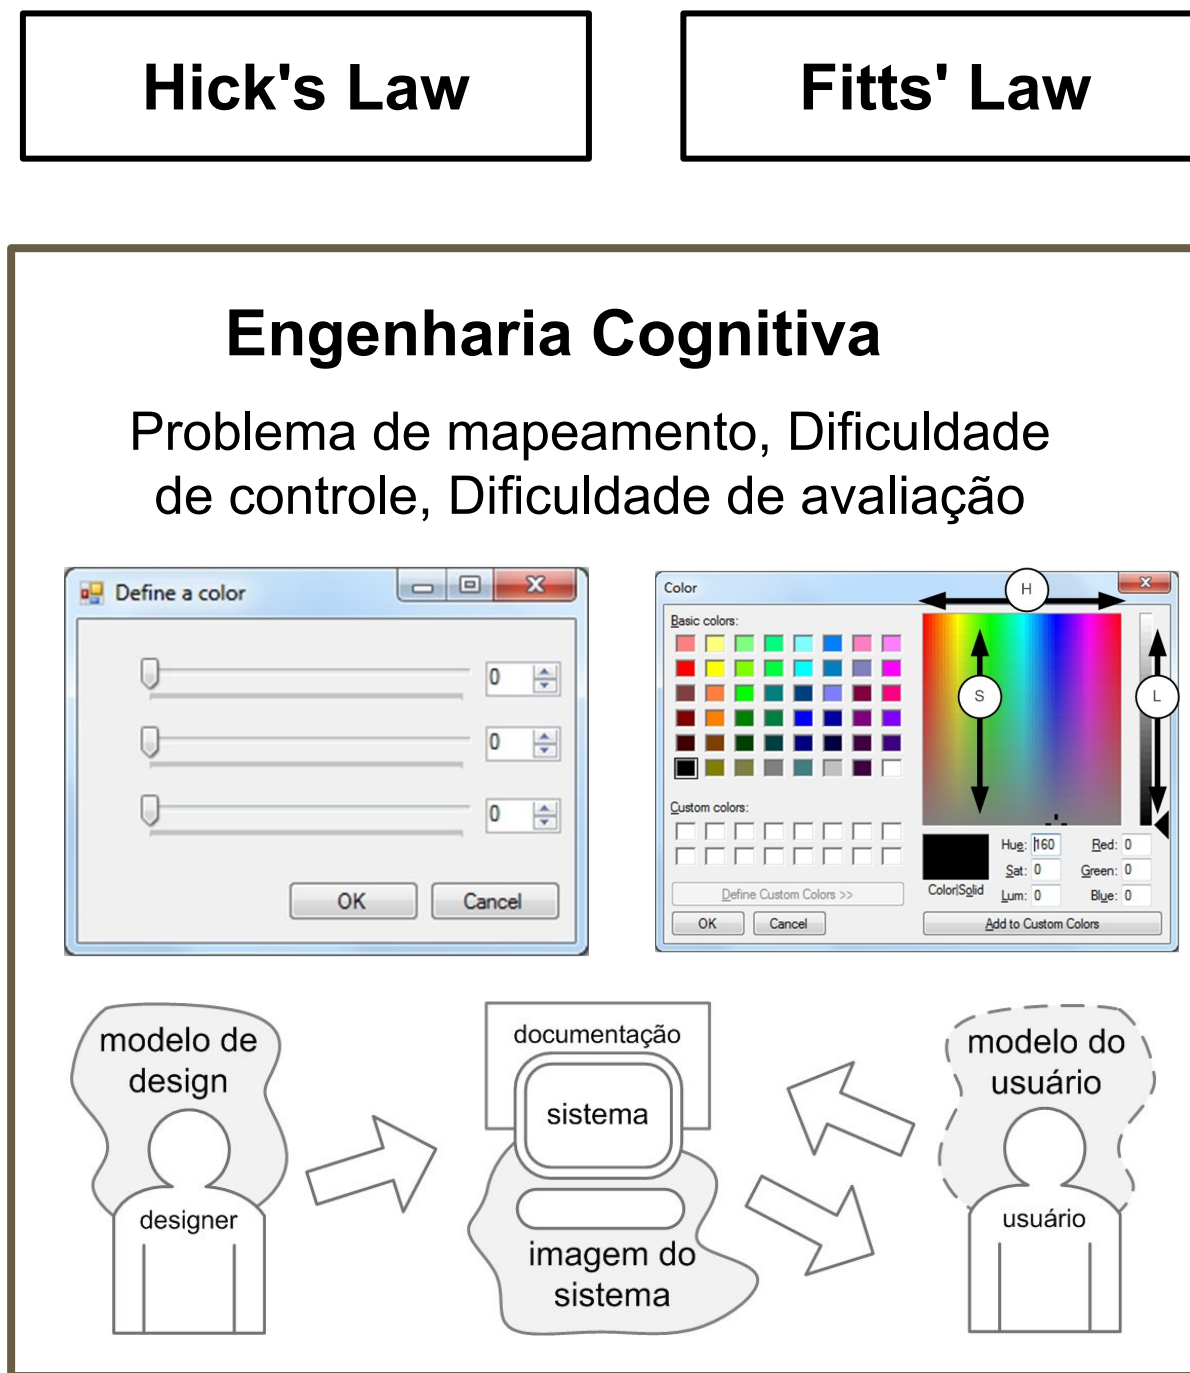 Hick's Law
Fitts' Law
Engenharia Cognitiva
Problema de mapeamento, Dificuldade
de controle, Dificuldade de avaliação
Define a color
0
0
0
OK
Cancel
Color
Basic colors:
H
S
L
Custom colors:
Define Custom Colors >>
OK
Cancel
Color|Solid
Hue: 160
Sat: 0
Lum: 0
Red: 0
Green: 0
Blue: 0
Add to Custom Colors
modelo de
design
designer
documentação
sistema
imagem do
sistema
modelo do
usuário
usuário